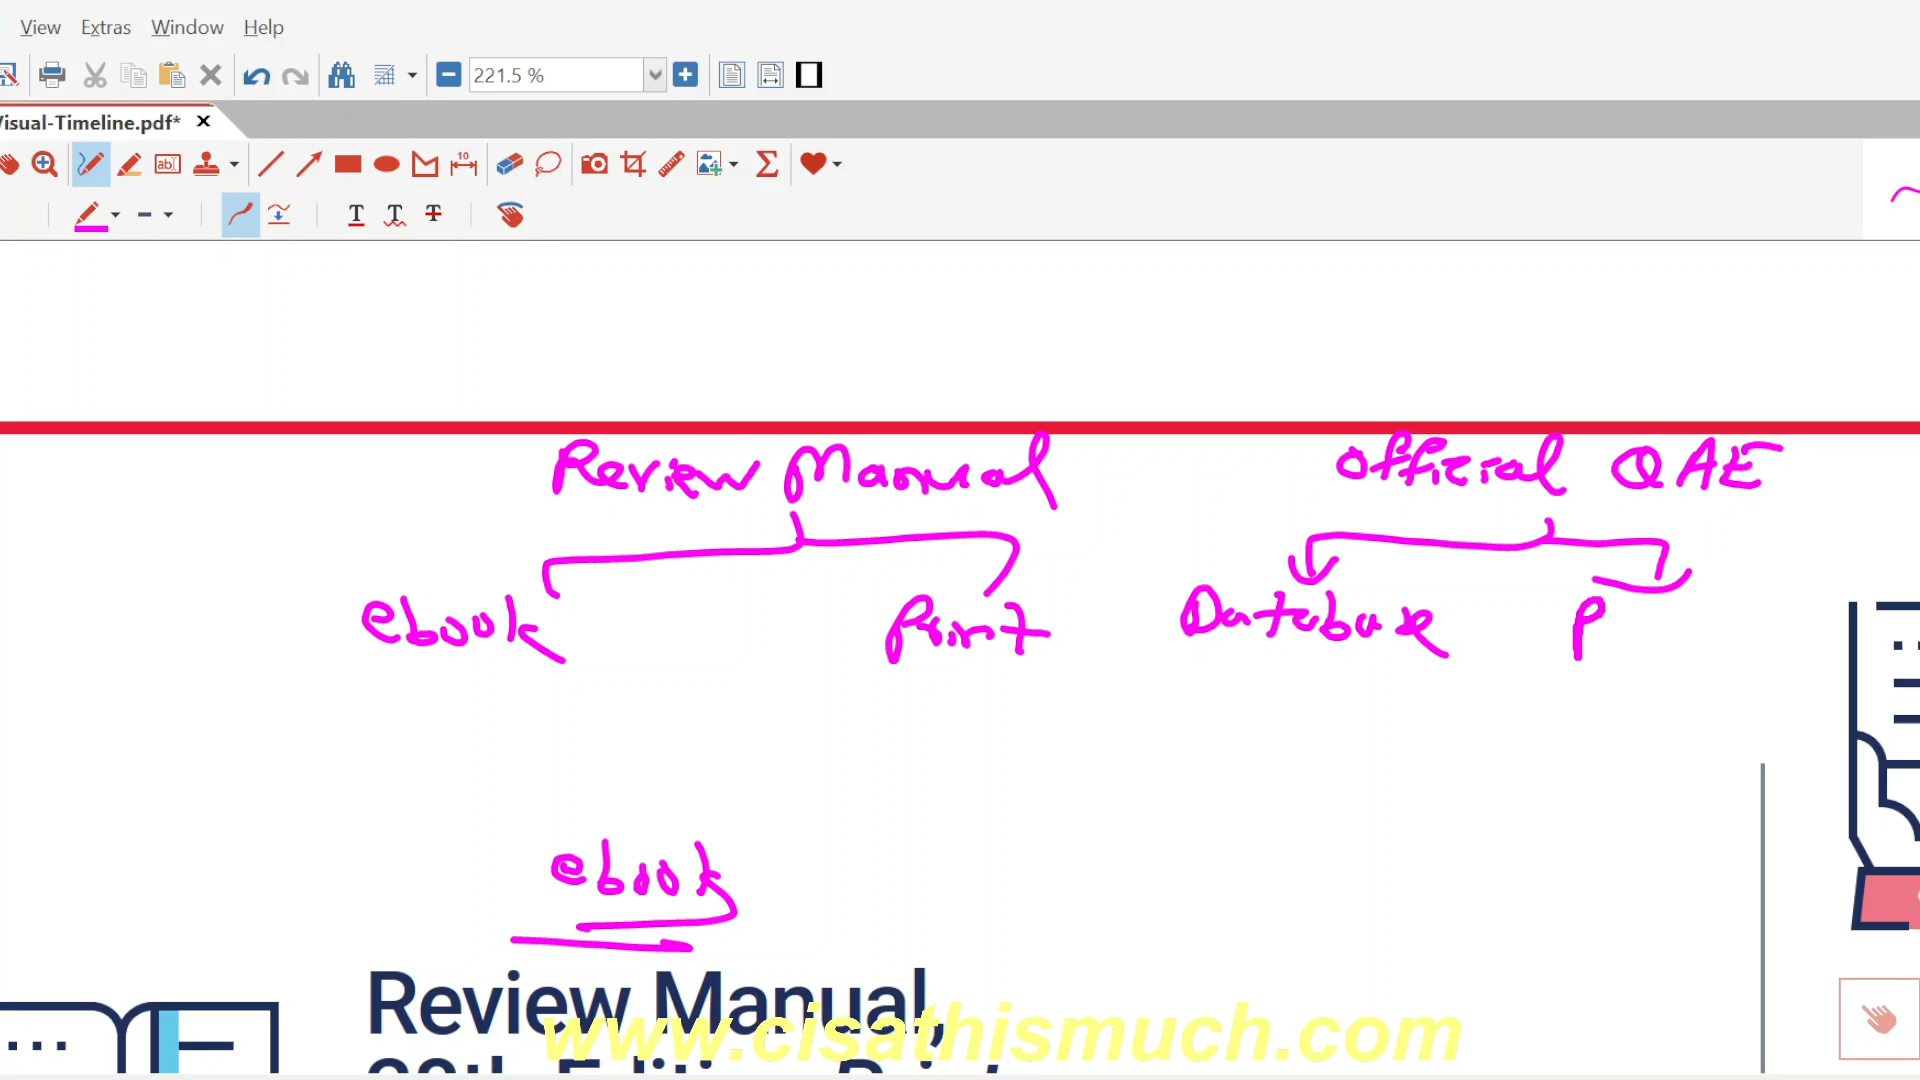 View Extras Window Help
221.5 %
Visual-Timeline.pdf* ×
Review Manual official QAE
ebook Print Database P
ebook
Review Manual,
www.cisathismuch.com